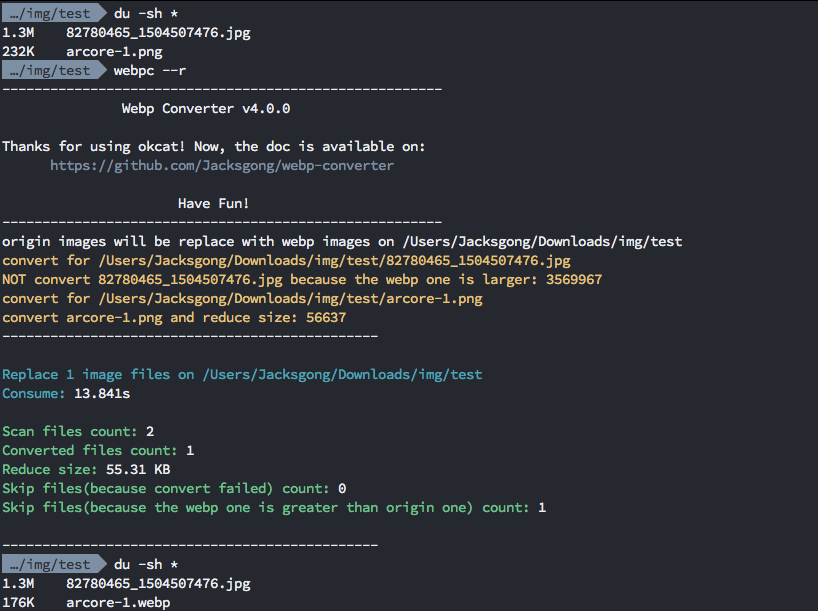 …/img/test du -sh *
1.3M 82780465_1504507476.jpg
232K arcore-1.png
…/img/test webpc --r
-------------------------------------------------------
Webp Converter v4.0.0
Thanks for using okcat! Now, the doc is available on:
https://github.com/Jacksgong/webp-converter
Have Fun!
-------------------------------------------------------
origin images will be replace with webp images on /Users/Jacksgong/Downloads/img/test
convert for /Users/Jacksgong/Downloads/img/test/82780465_1504507476.jpg
NOT convert 82780465_1504507476.jpg because the webp one is larger: 3569967
convert for /Users/Jacksgong/Downloads/img/test/arcore-1.png
convert arcore-1.png and reduce size: 56637
-----------------------------------------------
Replace 1 image files on /Users/Jacksgong/Downloads/img/test
Consume: 13.841s
Scan files count: 2
Converted files count: 1
Reduce size: 55.31 KB
Skip files(because convert failed) count: 0
Skip files(because the webp one is greater than origin one) count: 1
-----------------------------------------------
…/img/test du -sh *
1.3M 82780465_1504507476.jpg
176K arcore-1.webp